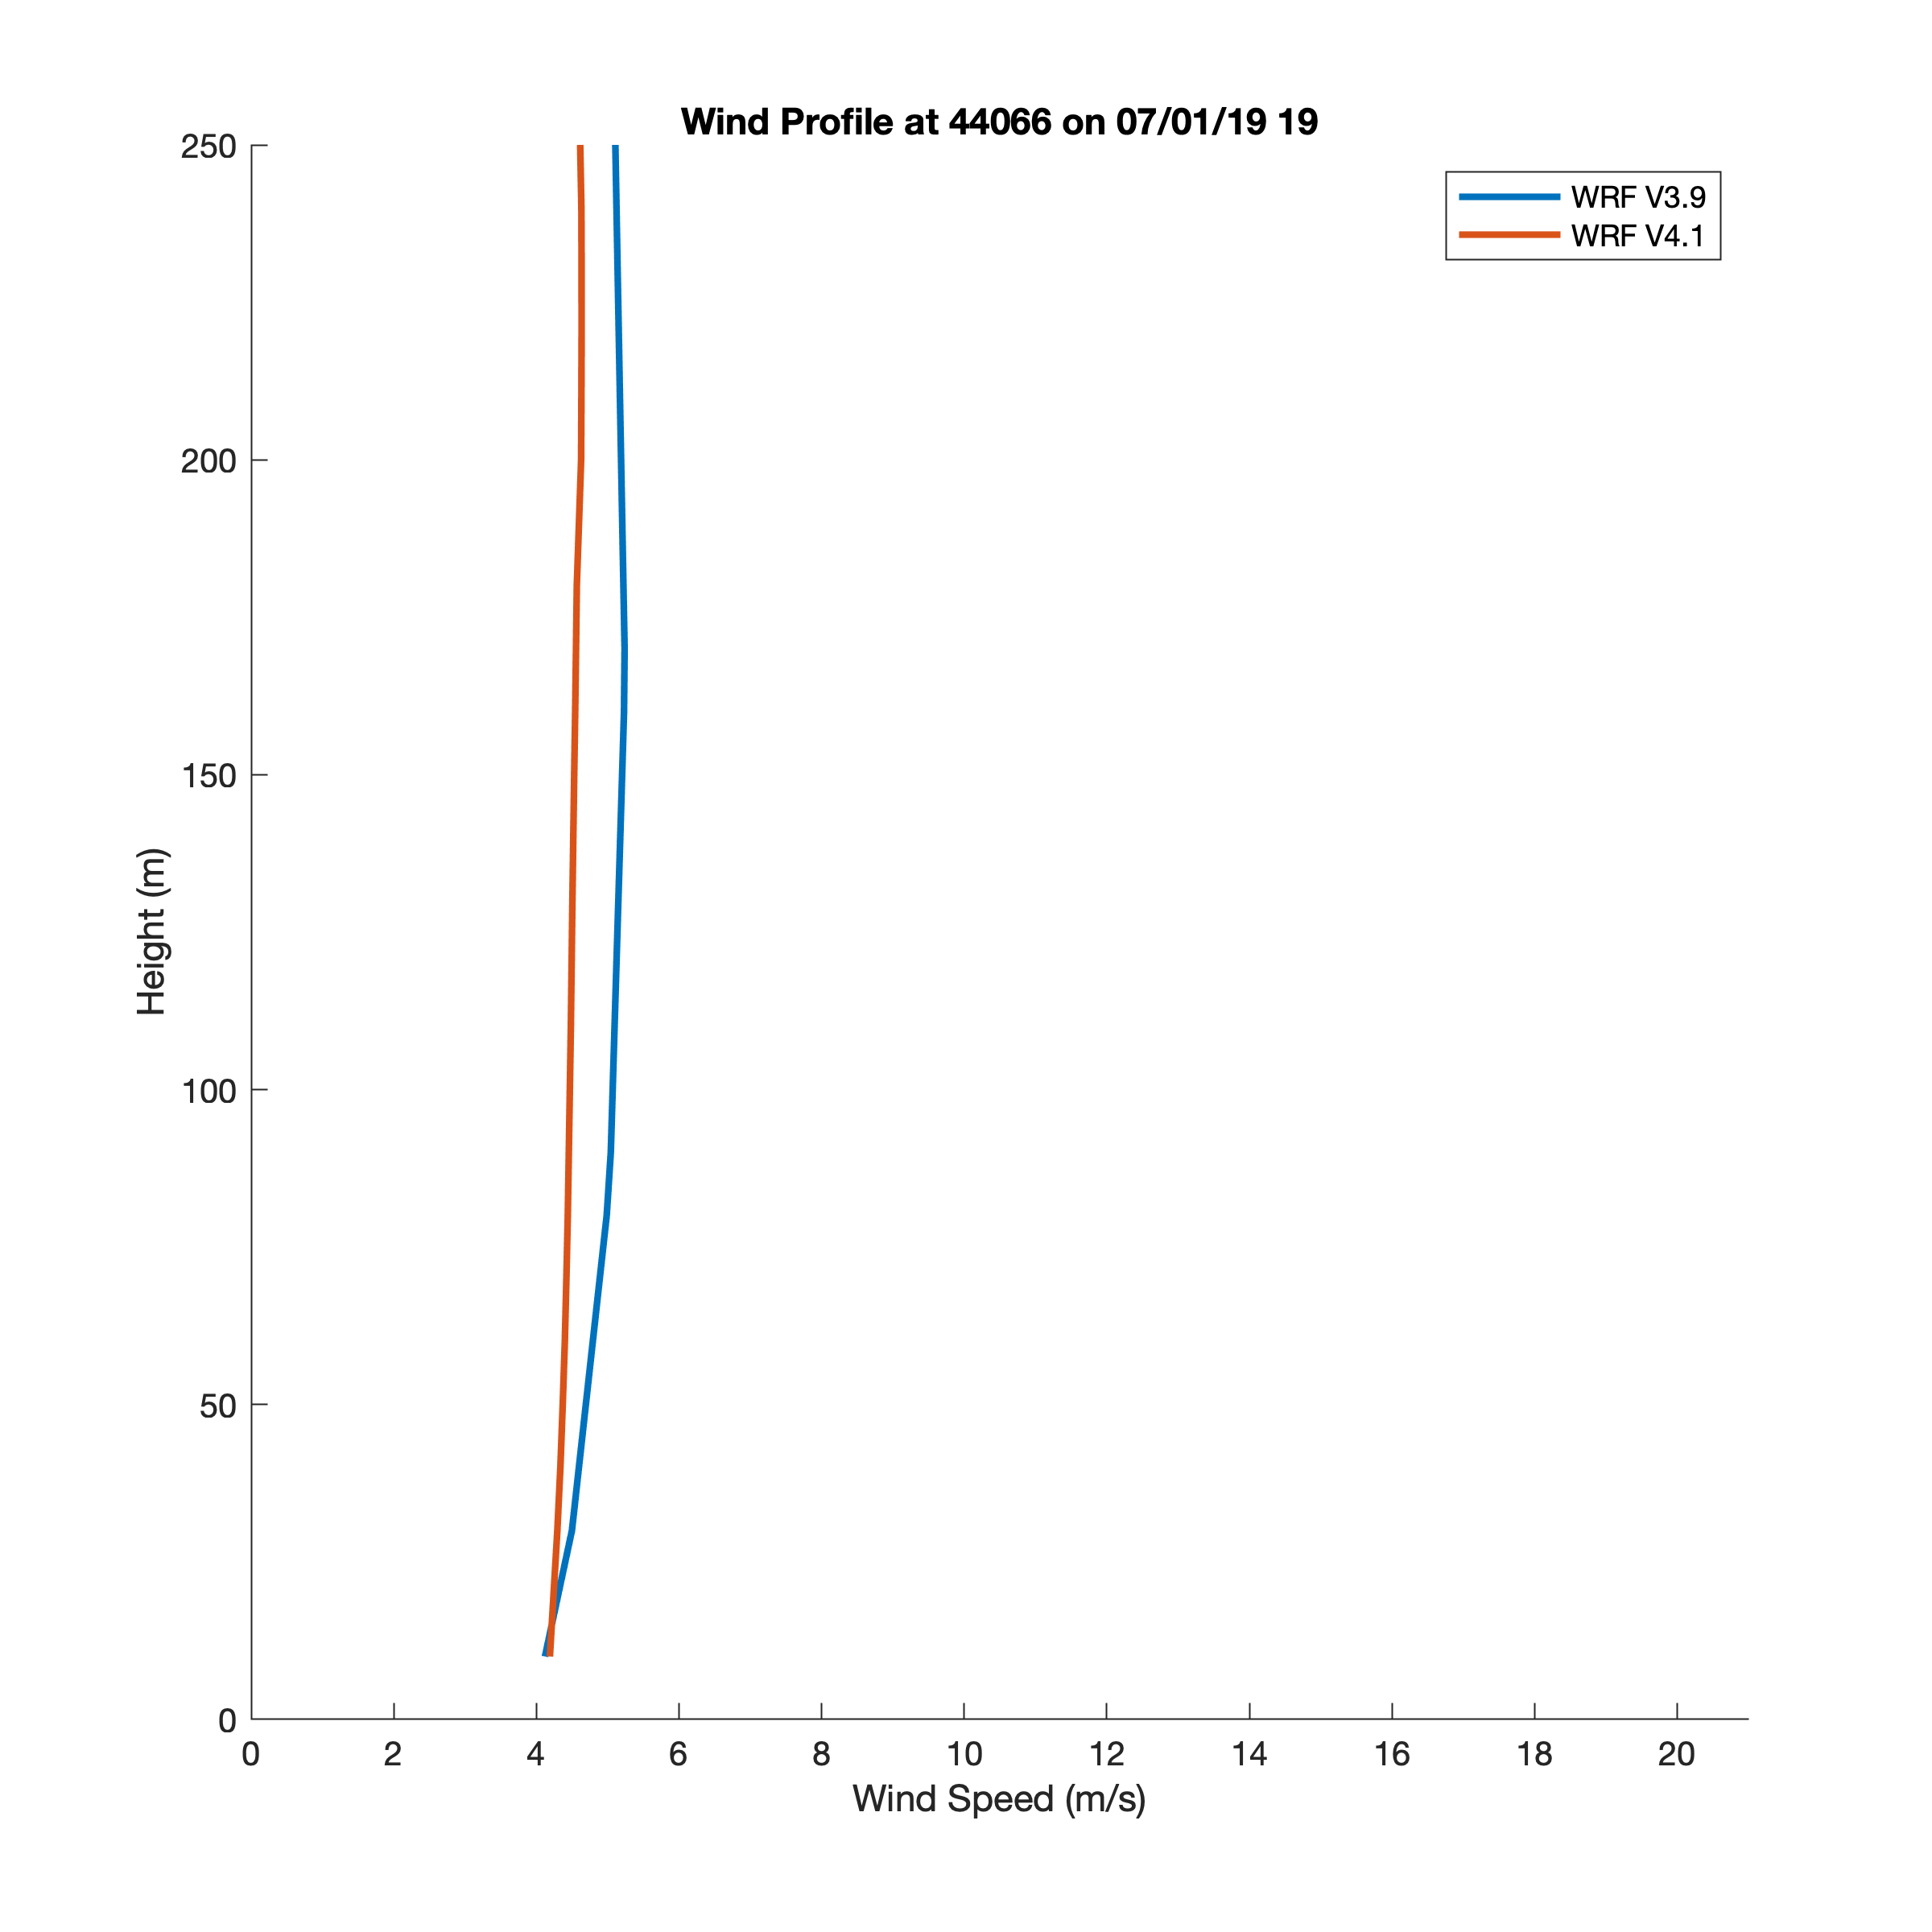 Wind Profile at 44066 on 07/01/19 19
WRF V3.9
WRF V4.1
250
200
150
100
50
0
Height (m)
0 2 4 6 8 10 12 14 16 18 20
Wind Speed (m/s)